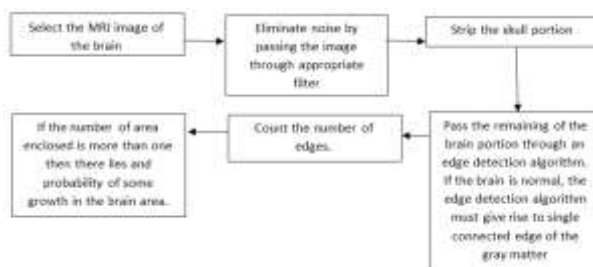 Select the MRI image of
the brain
Eliminate noise by
passing the image
through appropriate
filter
Strip the skull portion
Pass the remaining of the
brain portion through an
edge detection algorithm.
If the brain is normal, the
edge detection algorithm
must give rise to single
connected edge of the
gray matter
Count the number of
edges.
If the number of area
enclosed is more than one
then there lies and
probability of some
growth in the brain area.